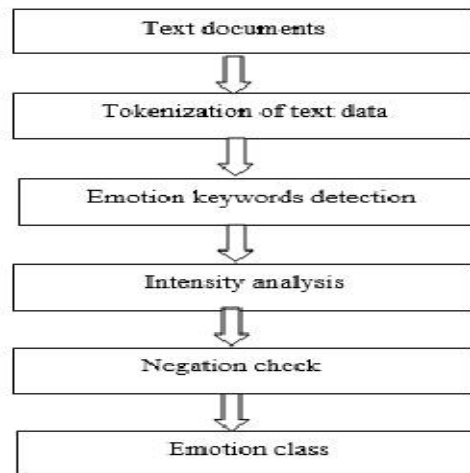 Text documents
Tokenization of text data
Emotion keywords detection
Intensity analysis
Negation check
Emotion class